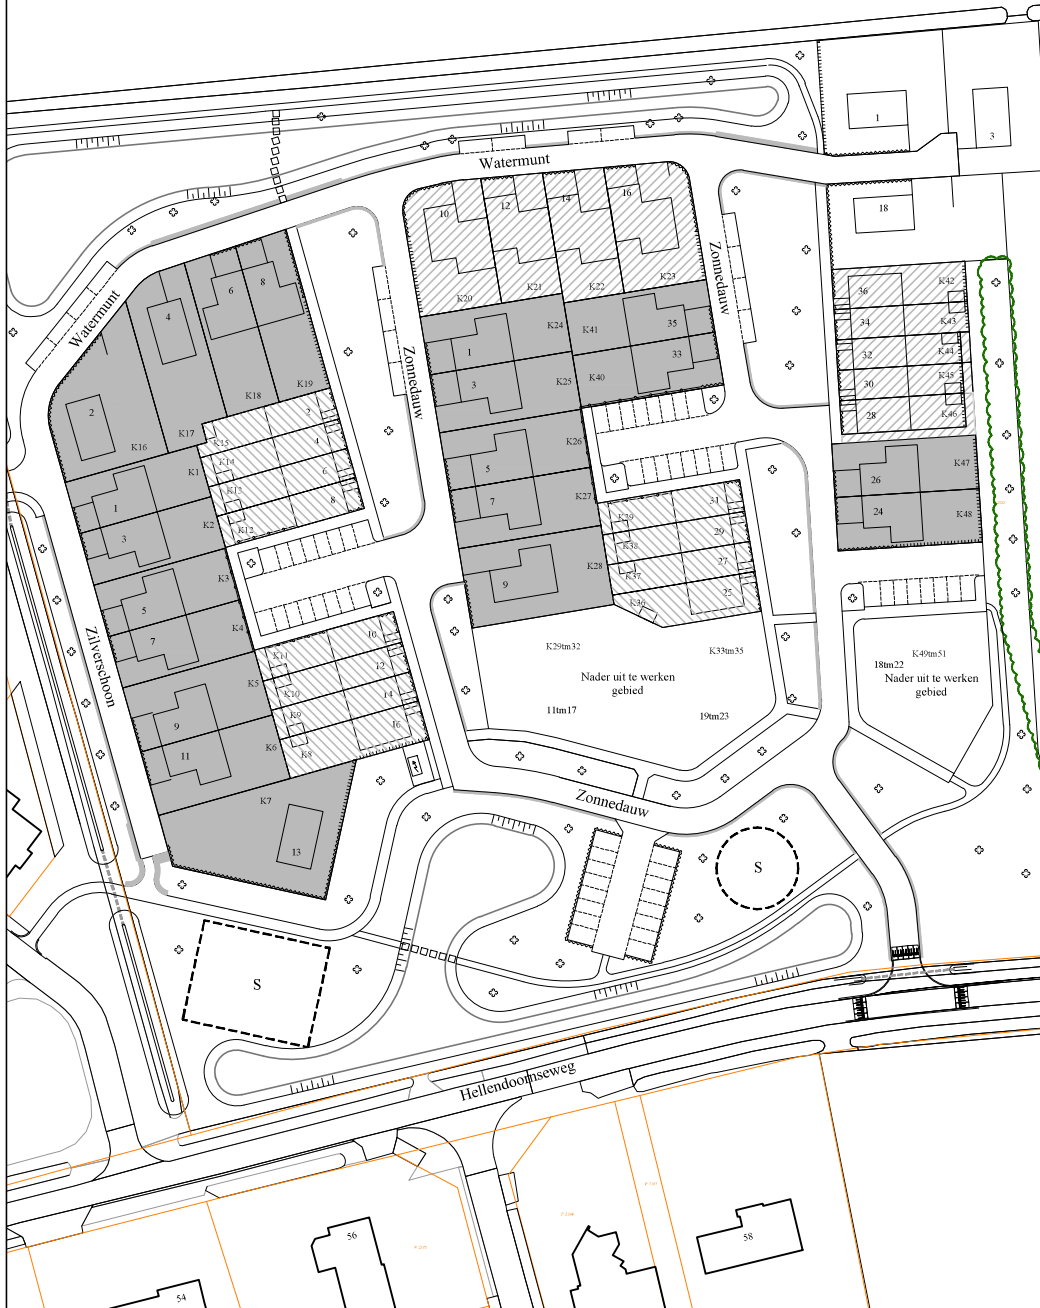 1
3
Watermunt
18
10
12
14
16
K20
K21
K22
K23
Zonnedauw
Watermunt
2
4
6
8
K16
K17
K18
K19
Zonnedauw
K24
K41
35
1
33
3
K25
K40
36
K42
34
K43
32
K44
30
K45
28
K46
K15
2
K14
4
K13
6
K12
8
K1
1
K2
3
5
K26
7
K27
9
K28
K39
31
K38
29
K37
27
K36
25
26
K47
24
K48
K3
5
K4
7
Zilverschoon
K11
10
K10
12
K9
14
K8
16
K5
9
K6
11
K7
13
K29tm32
K33tm35
Nader uit te werken
gebied
11tm17
19tm23
K49tm51
18tm22
Nader uit te werken
gebied
Zonnedauw
S
S
Hellendoornseweg
54
56
58